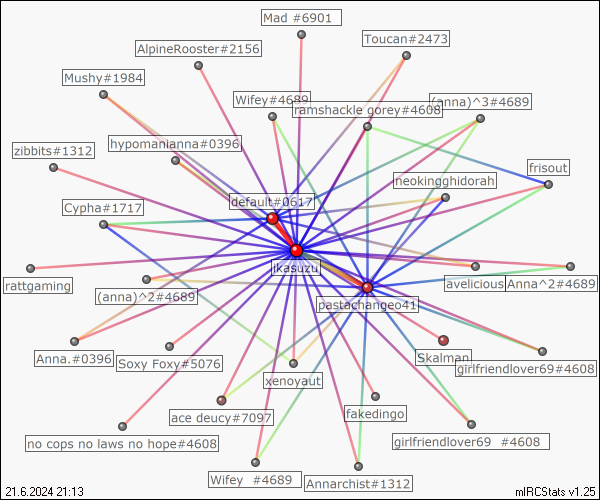 Mad #6901
Toucan#2473
AlpineRooster#2156
Mushy#1984
Wifey#4689
(anna)^3#4689
ramshackle gorey#4608
hypomanianna#0396
zibbits#1312
frisout
neokingghidorah
default#0617
Cypha#1717
ikasuzu
rattgaming
avelicious
Anna^2#4689
(anna)^2#4689
pastachangeo41
Anna.#0396
Soxy Foxy#5076
Skalman
girlfriendlover69#4608
xenoyaut
ace deucy#7097
fakedingo
no cops no laws no hope#4608
girlfriendlover69 #4608
Wifey #4689
Annarchist#1312
21.6.2024 21:13
mIRCStats v1.25